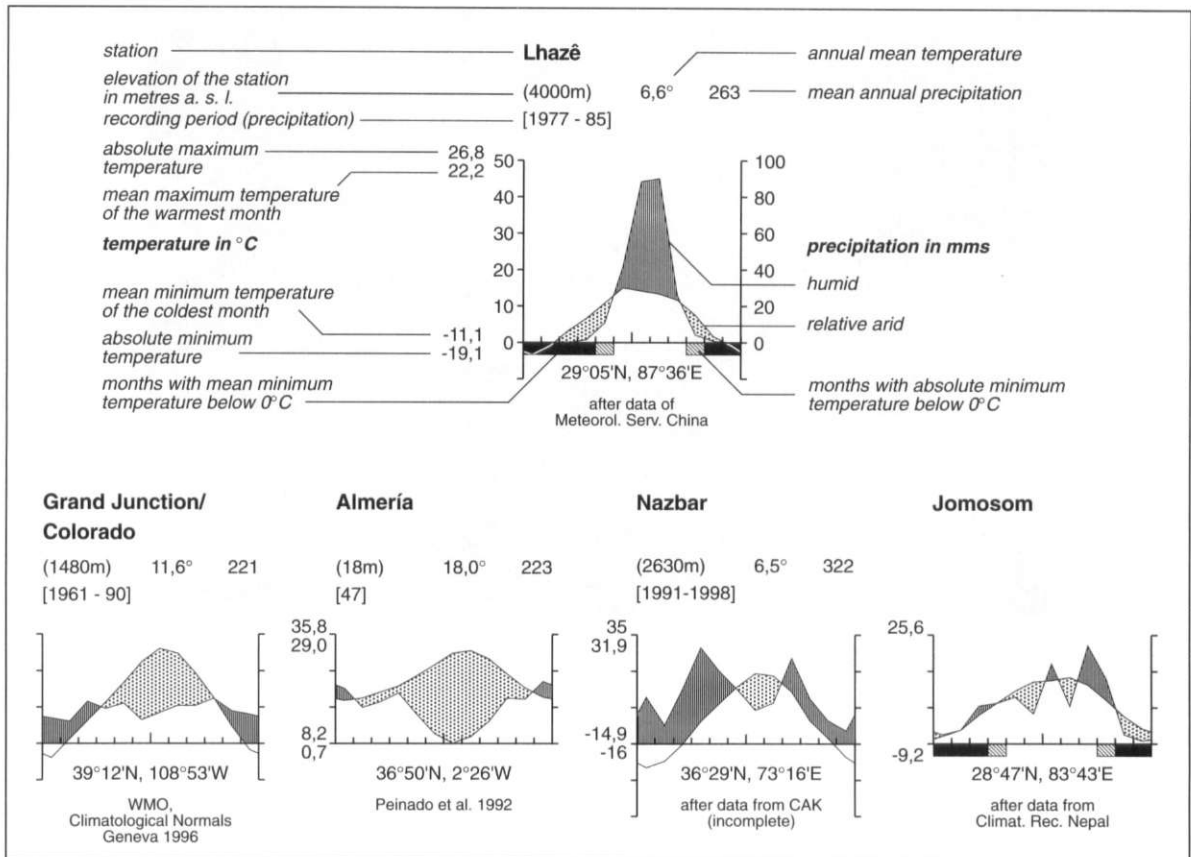 station
Lhazê
annual mean temperature
elevation of the station
in metres a. s. l.
(4000m) 6,6° 263
mean annual precipitation
recording period (precipitation)
[1977 - 85]
absolute maximum
temperature
26,8
22,2
mean maximum temperature
of the warmest month
50
40
30
20
10
0
100
80
60
40
20
0
temperature in °C
precipitation in mms
humid
mean minimum temperature
of the coldest month
-11,1
relative arid
absolute minimum
temperature
-19,1
months with mean minimum
temperature below 0°C
29°05'N, 87°36'E
months with absolute minimum
temperature below 0°C
after data of
Meteorol. Serv. China
Grand Junction/
Colorado
(1480m) 11,6° 221
[1961 - 90]
39°12'N, 108°53'W
WMO,
Climatological Normals
Geneva 1996
Almería
(18m) 18,0° 223
[47]
35,8
29,0
8,2
0,7
36°50'N, 2°26'W
Peinado et al. 1992
Nazbar
(2630m) 6,5° 322
[1991-1998]
35
31,9
-14,9
-16
36°29'N, 73°16'E
after data from CAK
(incomplete)
Jomosom
25,6
-9,2
28°47'N, 83°43'E
after data from
Climat. Rec. Nepal